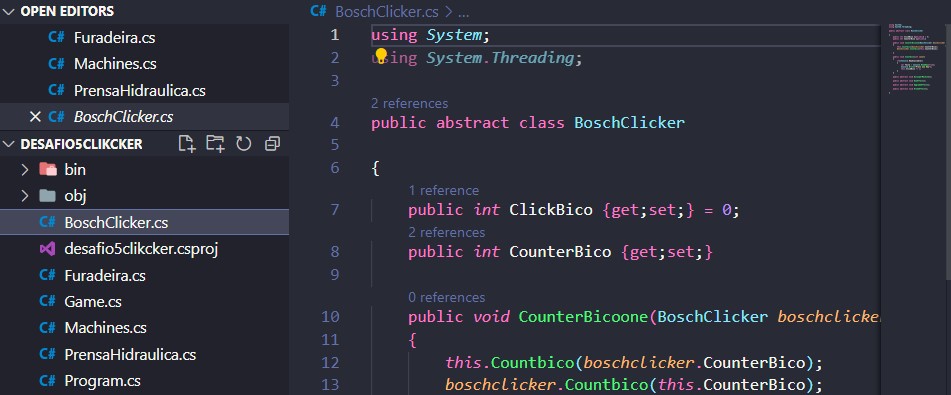 OPEN EDITORS
C# Furadeira.cs
C# Machines.cs
C# PrensaHidraulica.cs
C# BoschClicker.cs
DESAFIO5CLIKCKER
bin
obj
C# BoschClicker.cs
desafio5clikcker.csproj
C# Furadeira.cs
C# Game.cs
C# Machines.cs
C# PrensaHidraulica.cs
C# Program.cs
C# BoschClicker.cs > ...
1 using System;
2 using System.Threading;
3
2 references
4 public abstract class BoschClicker
5
6 {
1 reference
7 public int ClickBico {get;set;} = 0;
2 references
8 public int CounterBico {get;set;}
9
0 references
10 public void CounterBicoone(BoschClicker boschclicke
11 {
12 this.Countbico(boschclicker.CounterBico);
13 boschclicker.Countbico(this.CounterBico);